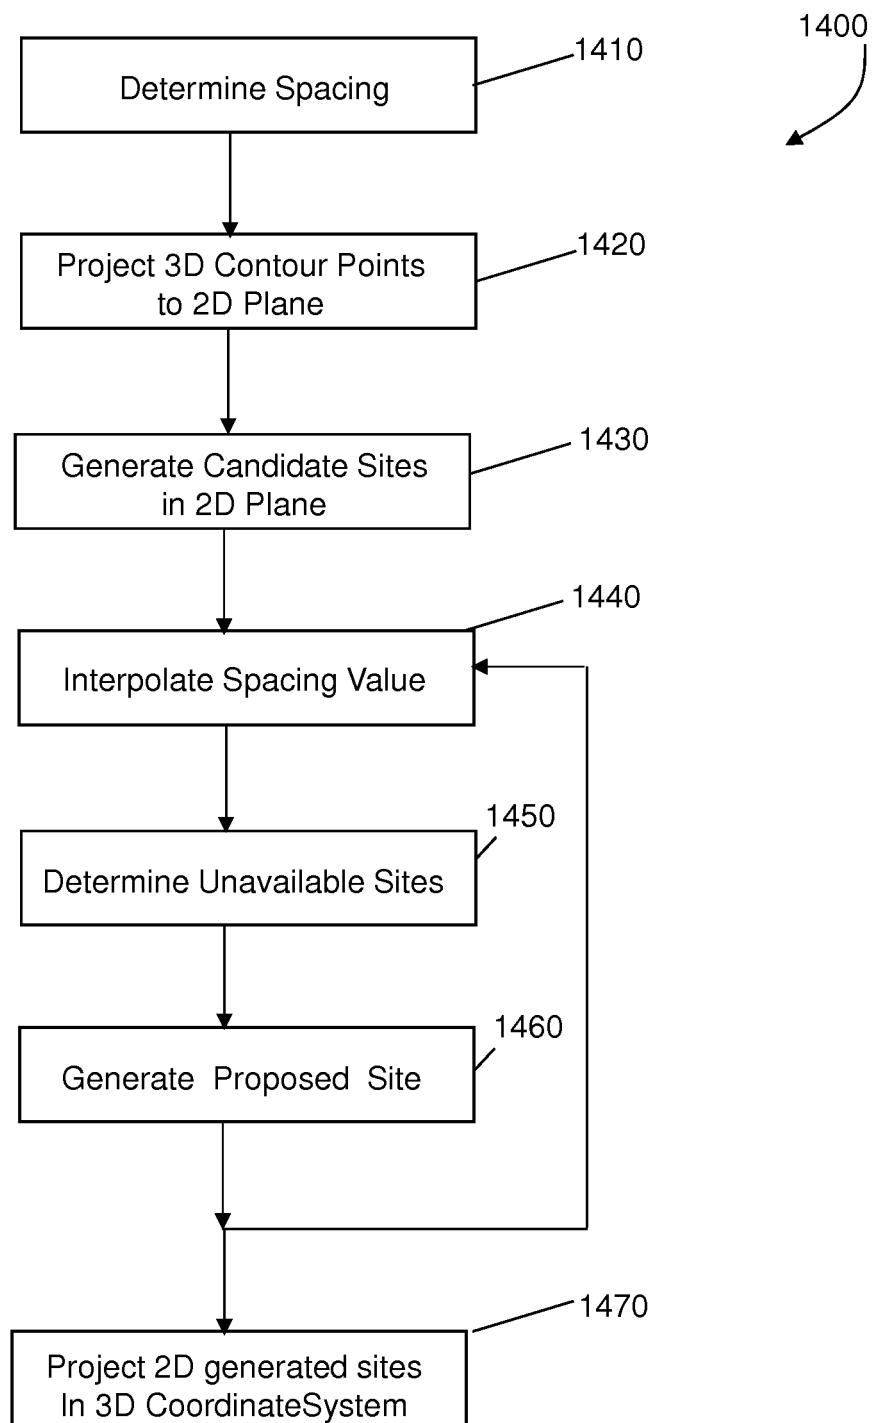 1400
1410
Determine Spacing
1420
Project 3D Contour Points
to 2D Plane
1430
Generate Candidate Sites
in 2D Plane
1440
Interpolate Spacing Value
1450
Determine Unavailable Sites
1460
Generate Proposed Site
1470
Project 2D generated sites
In 3D CoordinateSystem